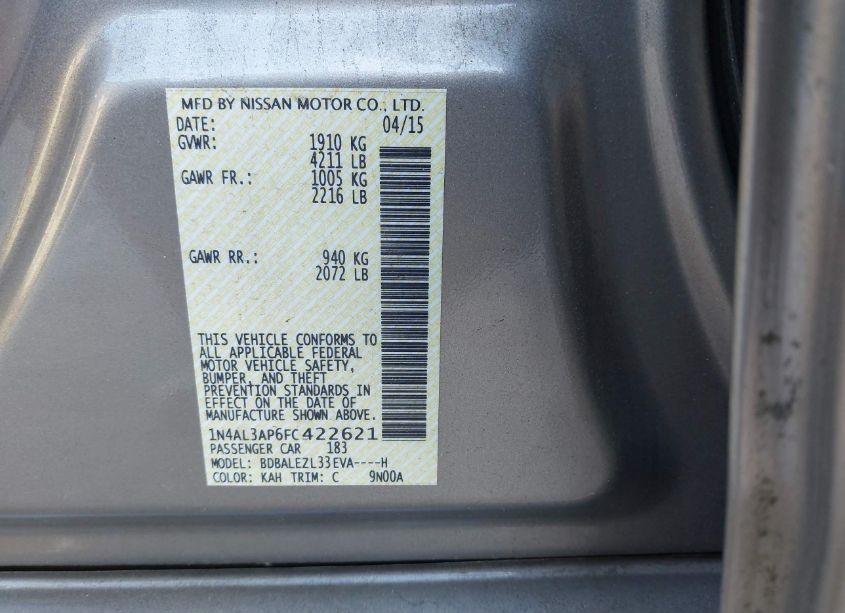 MFD BY NISSAN MOTOR CO., LTD.
DATE: 04/15
GVWR: 1910 KG
4211 LB
GAWR FR.: 1005 KG
2216 LB
GAWR RR.: 940 KG
2072 LB
THIS VEHICLE CONFORMS TO
ALL APPLICABLE FEDERAL
MOTOR VEHICLE SAFETY,
BUMPER, AND THEFT
PREVENTION STANDARDS IN
EFFECT ON THE DATE OF
MANUFACTURE SHOWN ABOVE.
1N4AL3AP6FC422621
PASSENGER CAR 183
MODEL: BDBALEZL33EVA----H
COLOR: KAH TRIM: C 9N00A